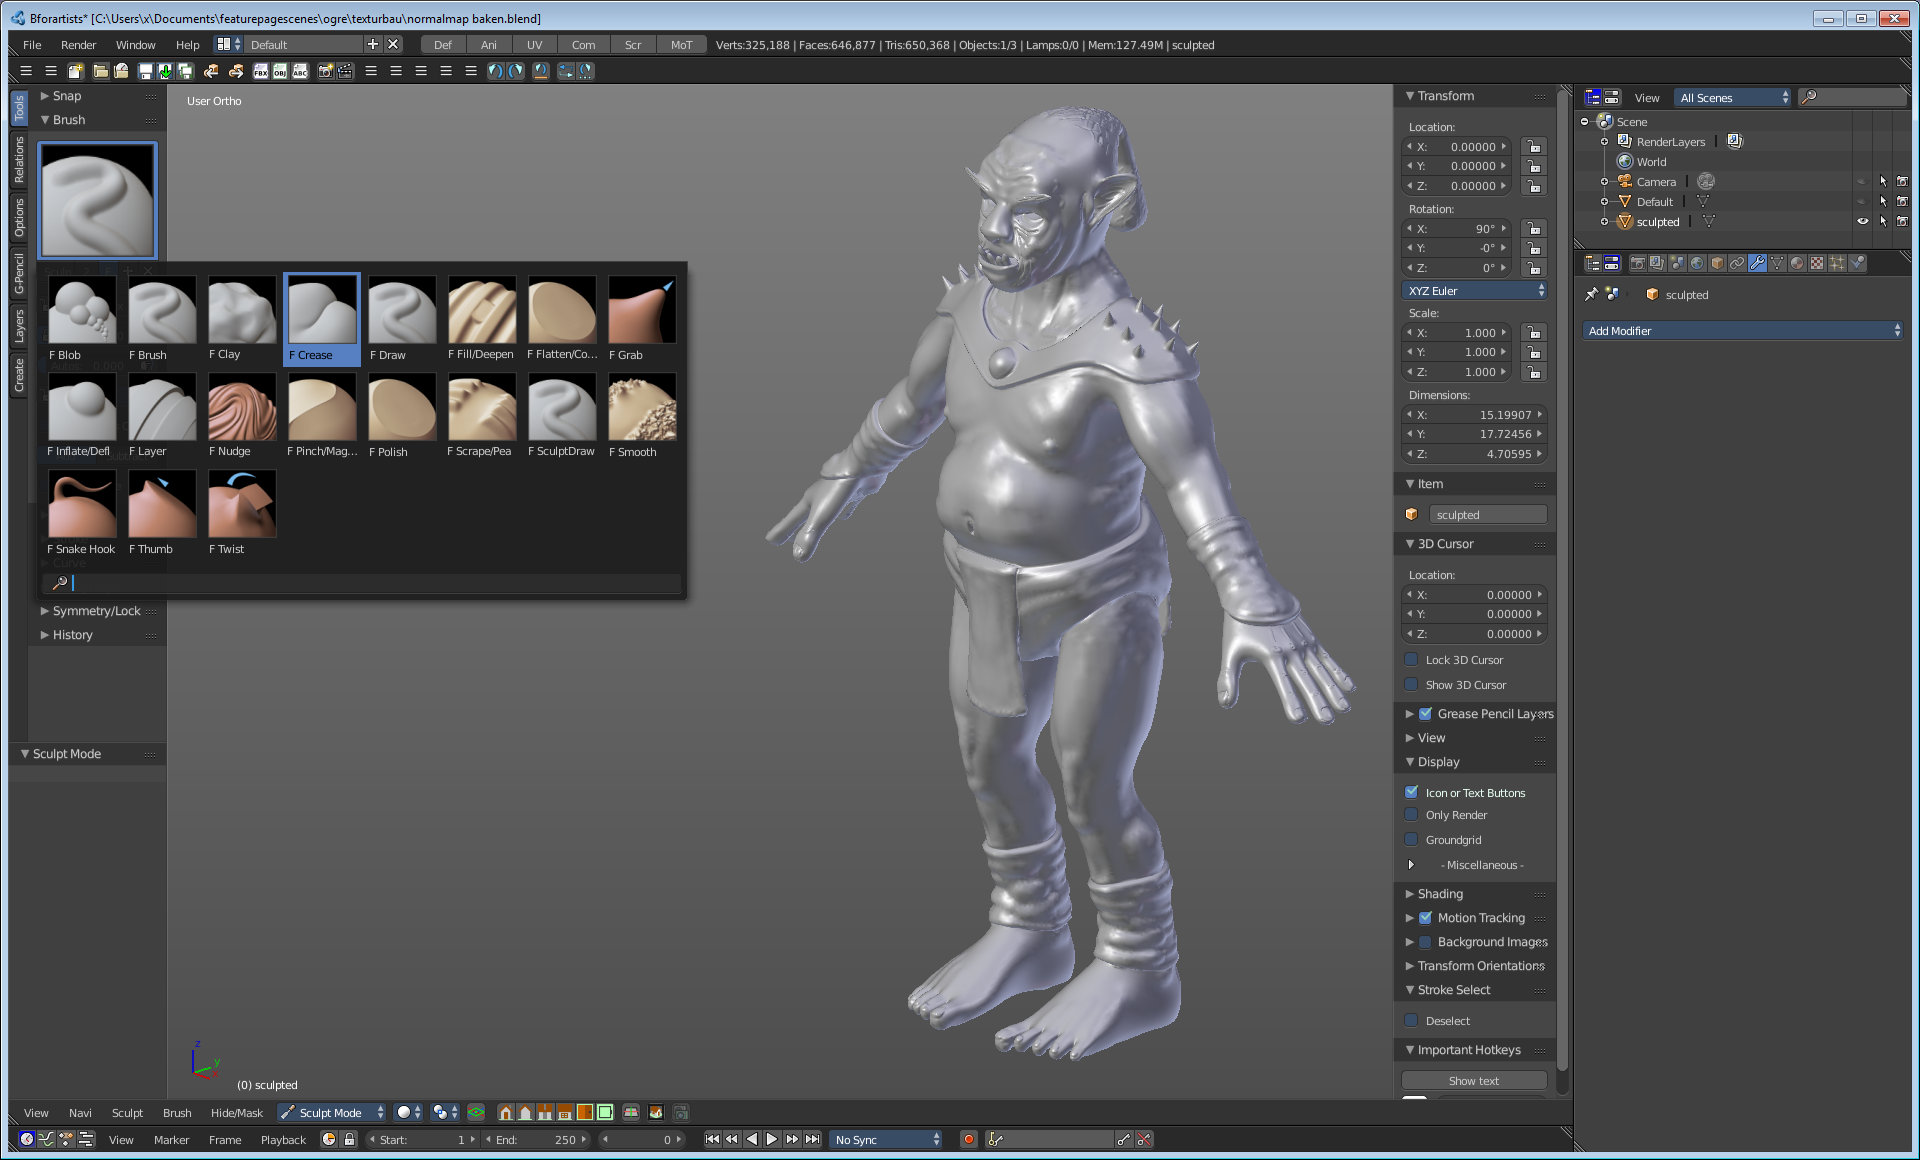 Bforartists* [C:\Users\x\Documents\featurepagescenes\ogre\texturbau\normalmap baken.blend]
File Render Window Help Default Def Ani UV Com Scr MoT Verts:325,188 | Faces:646,877 | Tris:650,368 | Objects:1/3 | Lamps:0/0 | Mem:127.49M | sculpted
FBX OBJ ABC
Tools
Relations
Options
G-Pencil
Layers
Create
Snap
Brush
F Blob F Brush F Clay F Crease F Draw F Fill/Deepen F Flatten/Co... F Grab
F Inflate/Defl F Layer F Nudge F Pinch/Mag... F Polish F Scrape/Pea F SculptDraw F Smooth
F Snake Hook F Thumb F Twist
Curve
Symmetry/Lock
History
Sculpt Mode
User Ortho
z
y
x
(0) sculpted
Transform
Location:
X: 0.00000
Y: 0.00000
Z: 0.00000
Rotation:
X: 90°
Y: -0°
Z: 0°
XYZ Euler
Scale:
X: 1.000
Y: 1.000
Z: 1.000
Dimensions:
X: 15.19907
Y: 17.72456
Z: 4.70595
Item
sculpted
3D Cursor
Location:
X: 0.00000
Y: 0.00000
Z: 0.00000
Lock 3D Cursor
Show 3D Cursor
Grease Pencil Layers
View
Display
Icon or Text Buttons
Only Render
Groundgrid
- Miscellaneous -
Shading
Motion Tracking
Background Images
Transform Orientations
Stroke Select
Deselect
Important Hotkeys
Show text
View All Scenes
Scene
RenderLayers
World
Camera
Default
sculpted
sculpted
Add Modifier
View Navi Sculpt Brush Hide/Mask Sculpt Mode
View Marker Frame Playback Start: 1 End: 250 0 No Sync